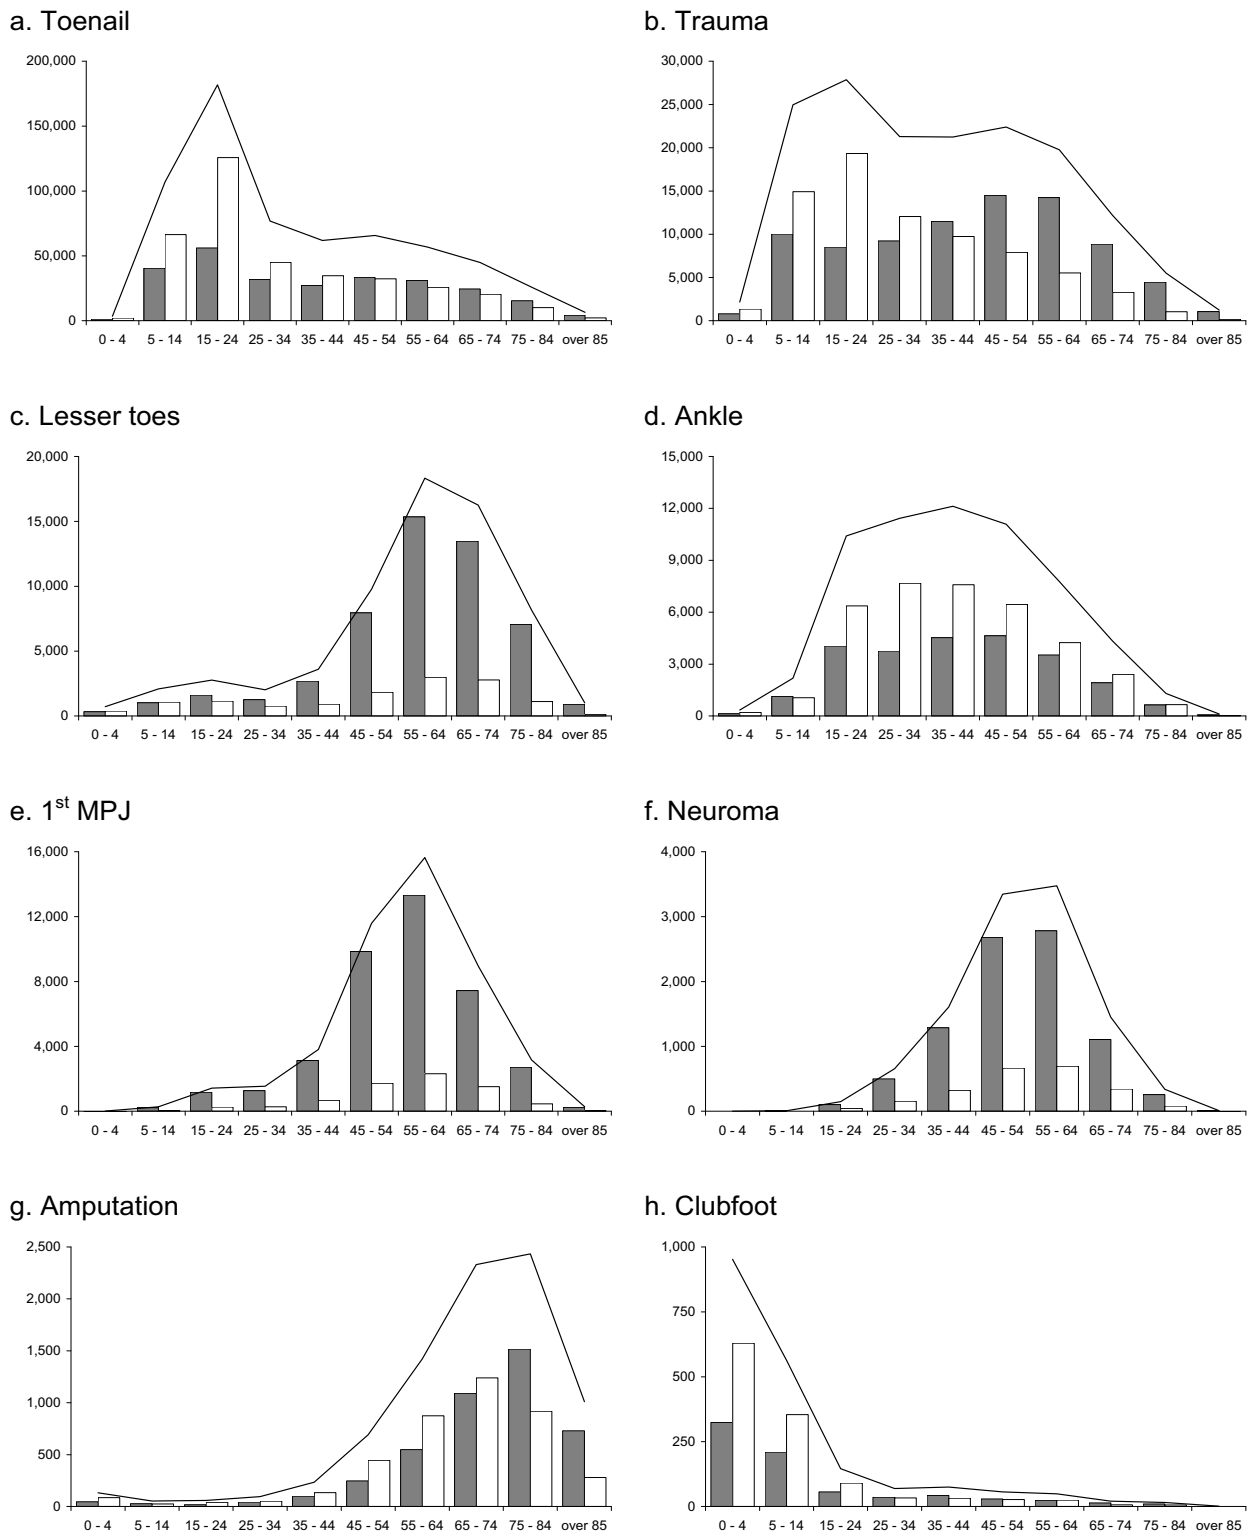 a. Toenail
200,000
150,000
100,000
50,000
0
0 - 4 5 - 14 15 - 24 25 - 34 35 - 44 45 - 54 55 - 64 65 - 74 75 - 84 over 85
b. Trauma
30,000
25,000
20,000
15,000
10,000
5,000
0
0 - 4 5 - 14 15 - 24 25 - 34 35 - 44 45 - 54 55 - 64 65 - 74 75 - 84 over 85
c. Lesser toes
20,000
15,000
10,000
5,000
0
0 - 4 5 - 14 15 - 24 25 - 34 35 - 44 45 - 54 55 - 64 65 - 74 75 - 84 over 85
d. Ankle
15,000
12,000
9,000
6,000
3,000
0
0 - 4 5 - 14 15 - 24 25 - 34 35 - 44 45 - 54 55 - 64 65 - 74 75 - 84 over 85
e. 1st MPJ
16,000
12,000
8,000
4,000
0
0 - 4 5 - 14 15 - 24 25 - 34 35 - 44 45 - 54 55 - 64 65 - 74 75 - 84 over 85
f. Neuroma
4,000
3,000
2,000
1,000
0
0 - 4 5 - 14 15 - 24 25 - 34 35 - 44 45 - 54 55 - 64 65 - 74 75 - 84 over 85
g. Amputation
2,500
2,000
1,500
1,000
500
0
0 - 4 5 - 14 15 - 24 25 - 34 35 - 44 45 - 54 55 - 64 65 - 74 75 - 84 over 85
h. Clubfoot
1,000
750
500
250
0
0 - 4 5 - 14 15 - 24 25 - 34 35 - 44 45 - 54 55 - 64 65 - 74 75 - 84 over 85